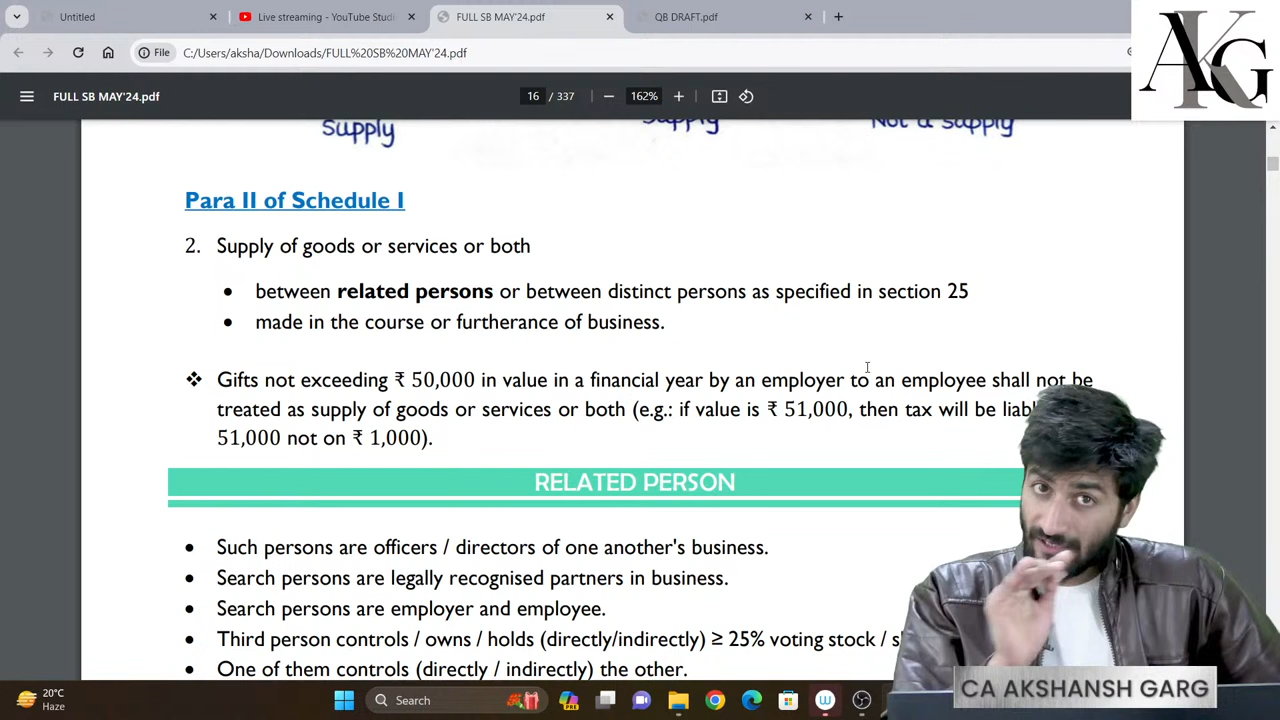 Untitled
Live streaming - YouTube Studi
FULL SB MAY'24.pdf
QB DRAFT.pdf
File
C:/Users/aksha/Downloads/FULL%20SB%20MAY'24.pdf
AKG
FULL SB MAY'24.pdf
16 / 337
162%
Supply
Supply
Not a Supply
Para II of Schedule I
2. Supply of goods or services or both
• between related persons or between distinct persons as specified in section 25
• made in the course or furtherance of business.
❖ Gifts not exceeding ₹ 50,000 in value in a financial year by an employer to an employee shall not be
treated as supply of goods or services or both (e.g.: if value is ₹ 51,000, then tax will be liabl
51,000 not on ₹ 1,000).
RELATED PERSON
• Such persons are officers / directors of one another's business.
• Search persons are legally recognised partners in business.
• Search persons are employer and employee.
• Third person controls / owns / holds (directly/indirectly) ≥ 25% voting stock /
• One of them controls (directly / indirectly) the other.
CA AKSHANSH GARG
20°C
Haze
Search